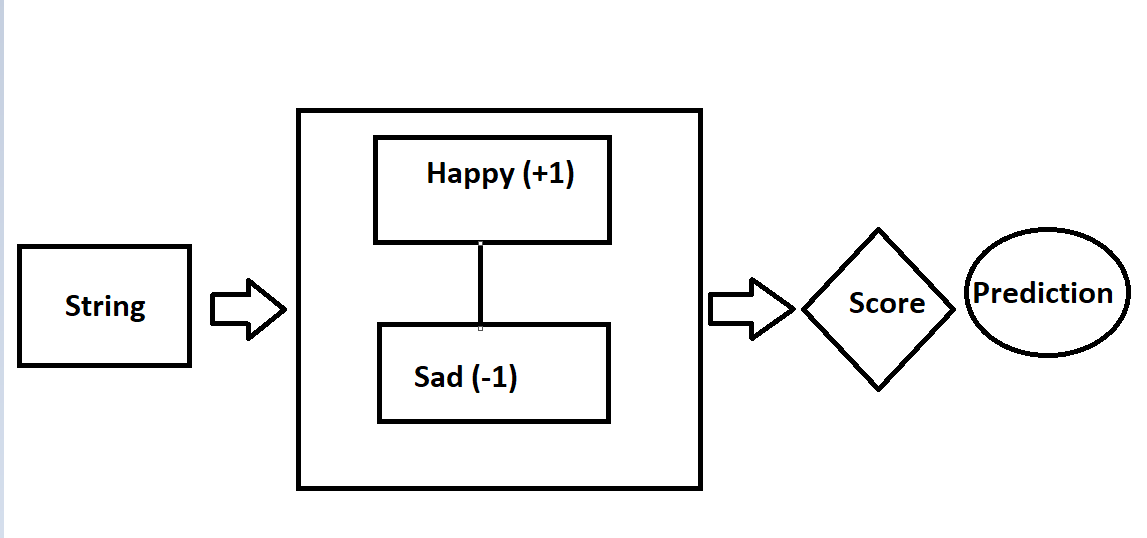 String
Happy (+1)
Sad (-1)
Score
Prediction